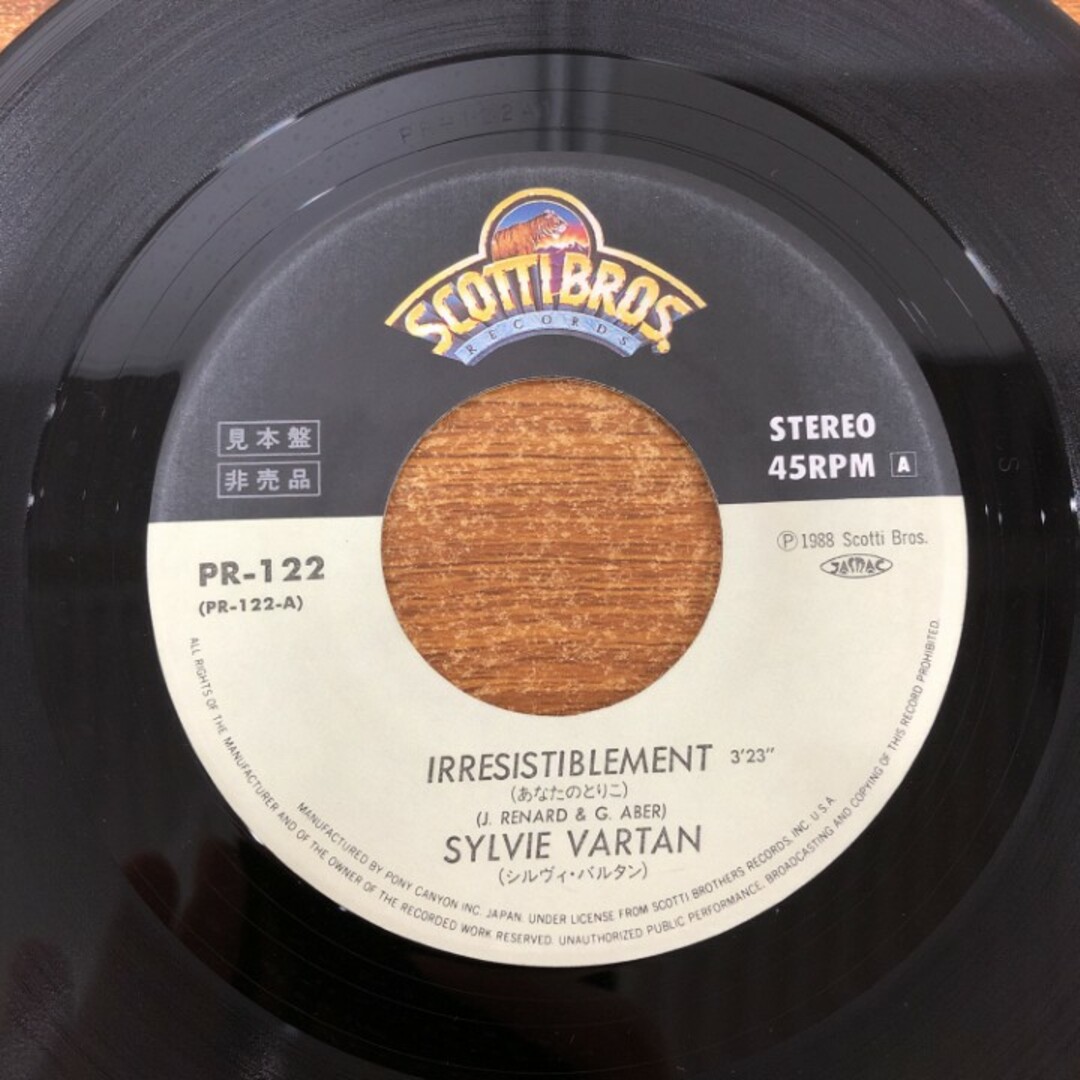 PR-122-A
SCOTTI BROS.
RECORDS
見本盤
非売品
STEREO
45RPM A
PR-122
(PR-122-A)
℗1988 Scotti Bros.
JASRAC
IRRESISTIBLEMENT 3'23"
(あなたのとりこ)
(J. RENARD & G. ABER)
SYLVIE VARTAN
(シルヴィ・バルタン)
MANUFACTURED BY PONY CANYON INC. JAPAN. UNDER LICENSE FROM SCOTTI BROTHERS RECORDS, INC. U.S.A
ALL RIGHTS OF THE MANUFACTURER AND OF THE OWNER OF THE RECORDED WORK RESERVED. UNAUTHORIZED PUBLIC PERFORMANCE, BROADCASTING AND COPYING OF THIS RECORD PROHIBITED.
S